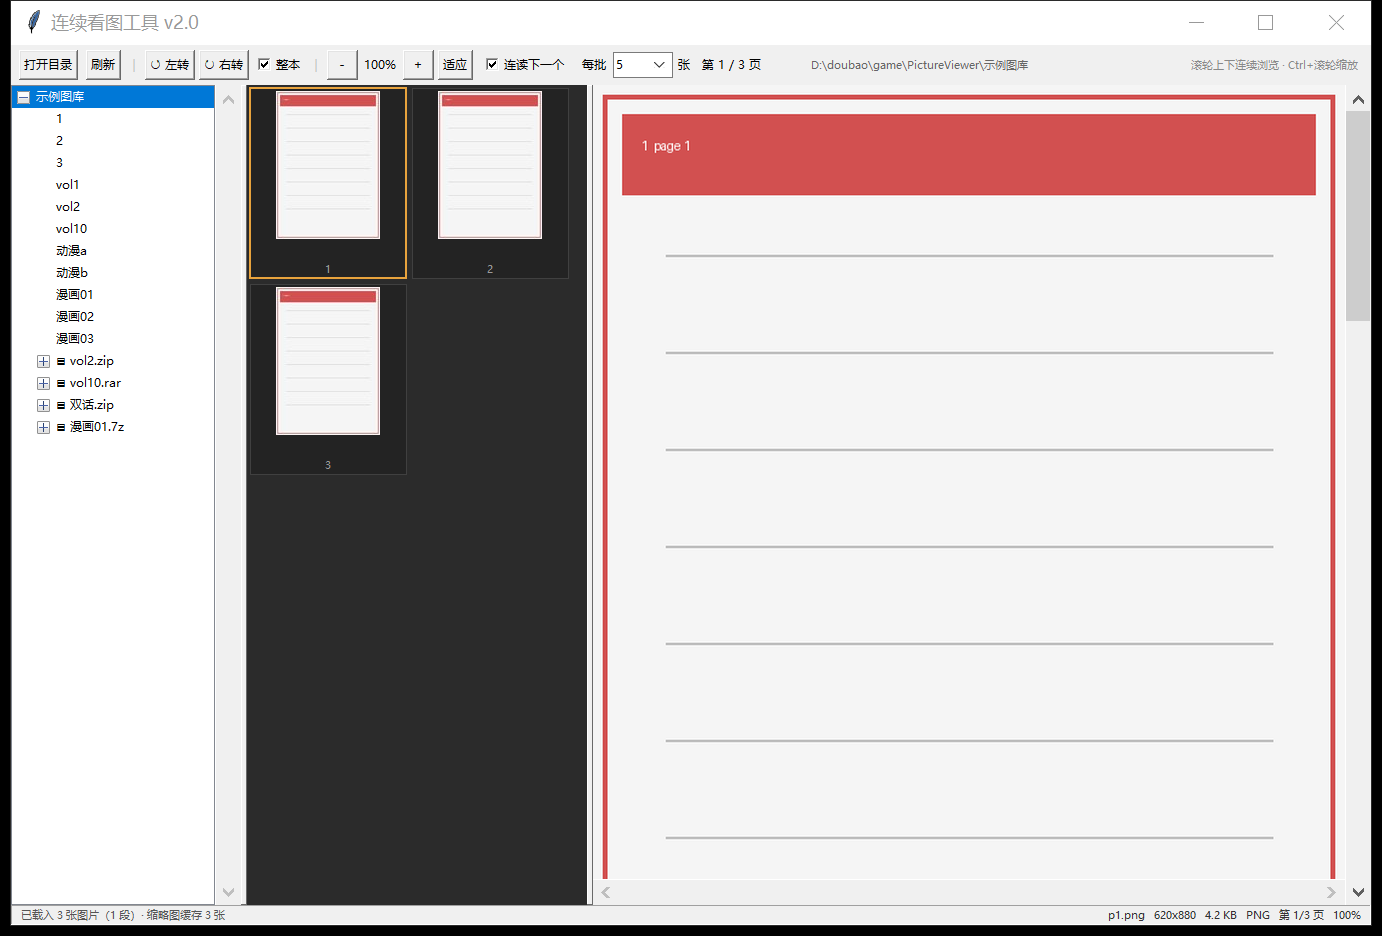 连续看图工具 v2.0
打开目录 刷新 左转 右转 整本 - 100% + 适应 连读下一个 每批 5 张 第 1 / 3 页 D:\doubao\game\PictureViewer\示例图库 滚轮上下连续浏览 · Ctrl+滚轮缩放
示例图库
1
2
3
vol1
vol2
vol10
动漫a
动漫b
漫画01
漫画02
漫画03
vol2.zip
vol10.rar
双话.zip
漫画01.7z
1
2
3
1 page 1
已载入 3 张图片（1 段）· 缩略图缓存 3 张
p1.png 620x880 4.2 KB PNG 第 1/3 页 100%